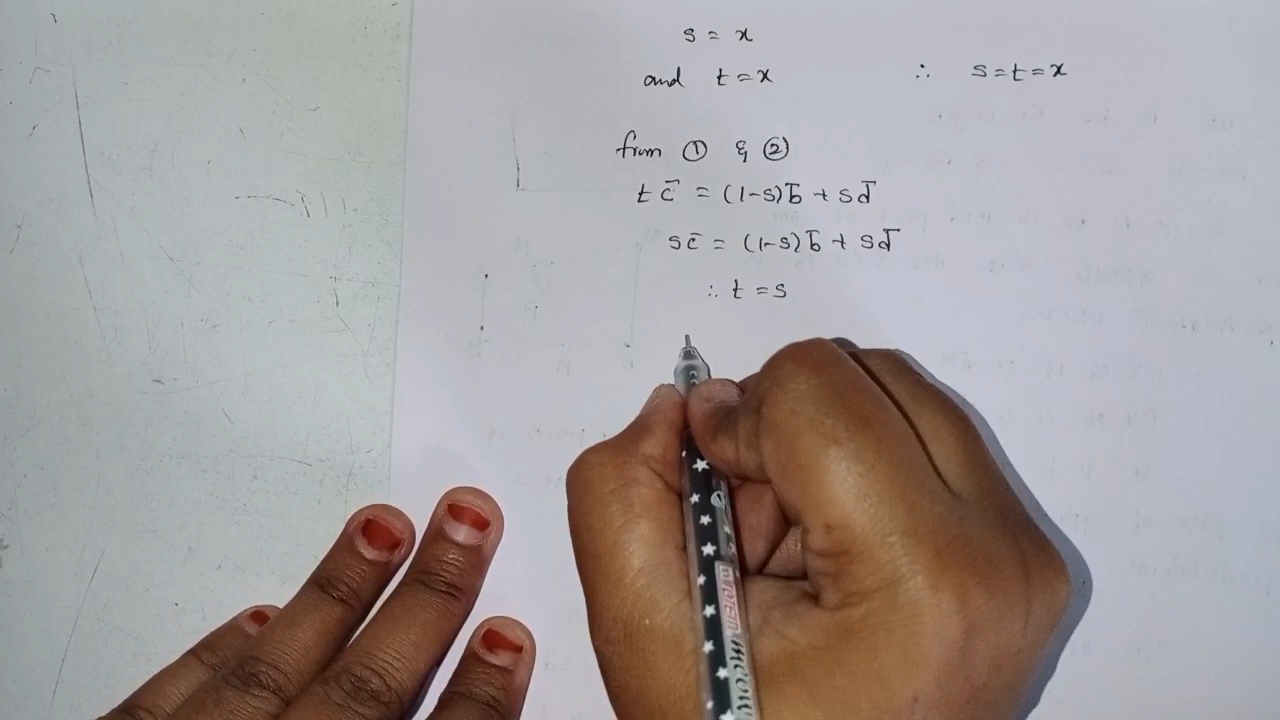 s = x
and t = x ∴ s = t = x
from ① & ②
t c̄ = (1-s) b̄ + s d̄
s c̄ = (1-s) b̄ + s d̄
∴ t = s